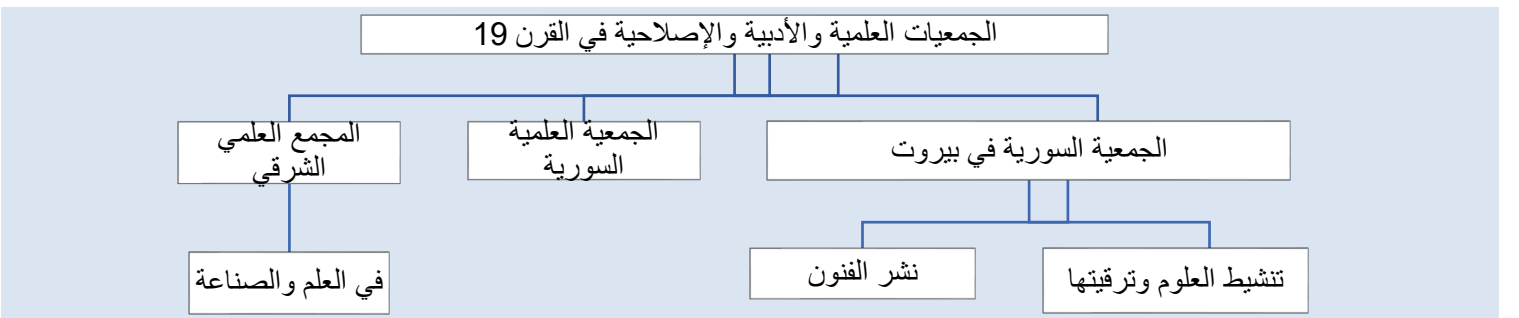 الجمعيات العلمية والأدبية والإصلاحية في القرن 19
الجمعية السورية في بيروت
الجمعية العلمية
السورية
المجمع العلمي
الشرقي
تنشيط العلوم وترقيتها
نشر الفنون
في العلم والصناعة